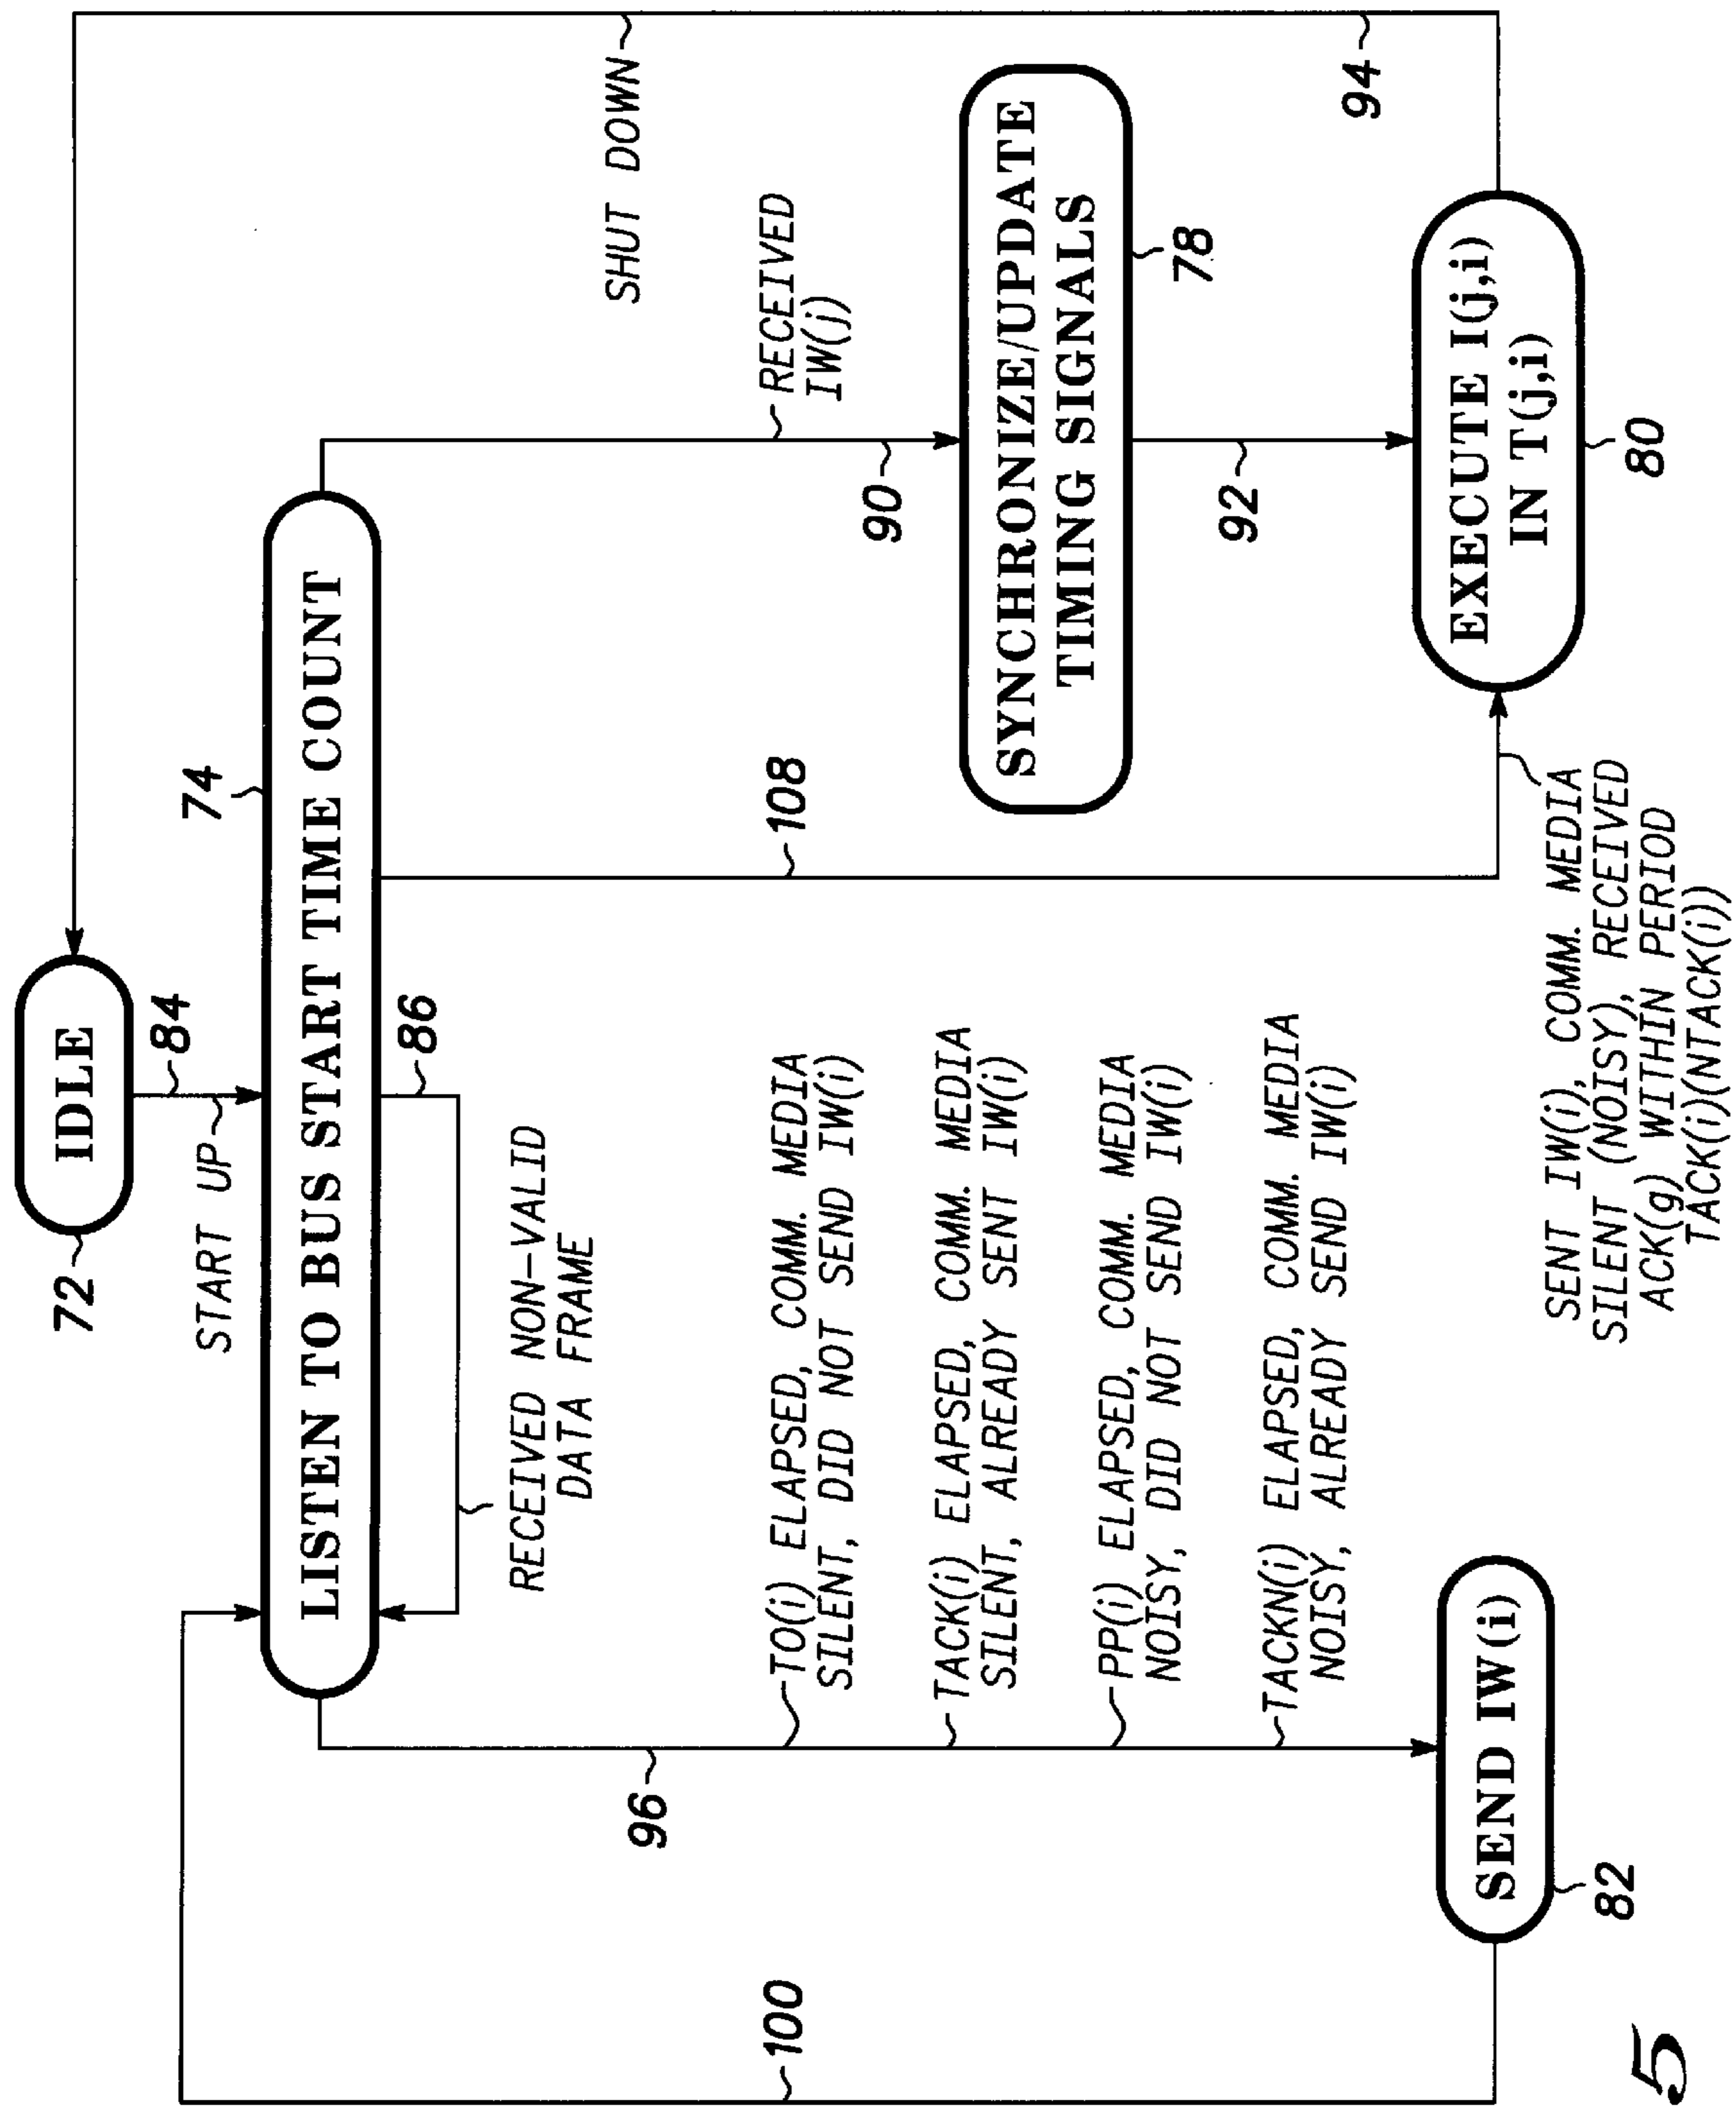 IDLE
72
84
START UP
LISTEN TO BUS START TIME COUNT
74
86
RECEIVED NON-VALID
DATA FRAME
SHUT DOWN
RECEIVED
IW(j)
90
SYNCHRONIZE/UPDATE
TIMING SIGNALS
78
92
94
108
EXECUTE I(j,i)
IN T(j,i)
80
96
TO(i) ELAPSED, COMM. MEDIA
SILENT, DID NOT SEND IW(i)
TACK(i) ELAPSED, COMM. MEDIA
SILENT, ALREADY SENT IW(i)
PP(i) ELAPSED, COMM. MEDIA
NOISY, DID NOT SEND IW(i)
TACKN(i) ELAPSED, COMM. MEDIA
NOISY, ALREADY SEND IW(i)
SENT IW(i), COMM. MEDIA
SILENT (NOISY), RECEIVED
ACK(g) WITHIN PERIOD
TACK(i)(NTACK(i))
100
SEND IW(i)
82
5